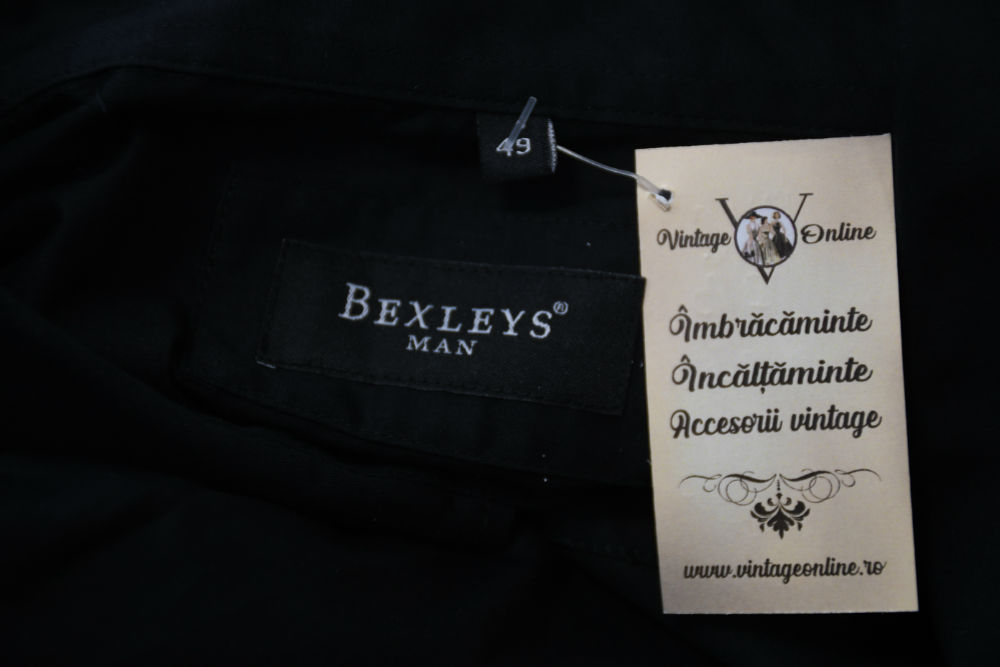 49
BEXLEYS®
MAN
Vintage Online
Îmbrăcăminte
Încălțăminte
Accesorii vintage
www.vintageonline.ro